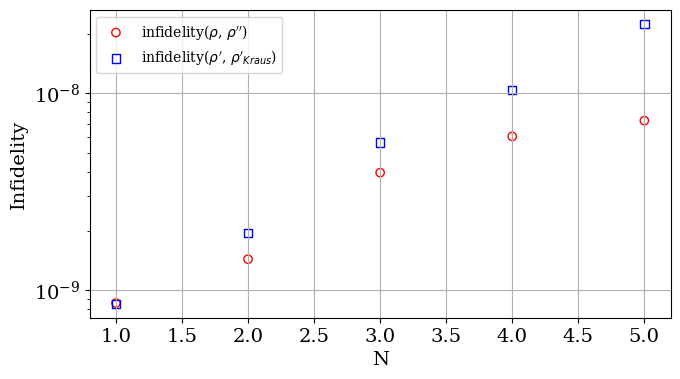 infidelity(ρ, ρ'')
infidelity(ρ', ρ'_{Kraus})
Infidelity
10^{-8}
10^{-9}
1.0 1.5 2.0 2.5 3.0 3.5 4.0 4.5 5.0
N